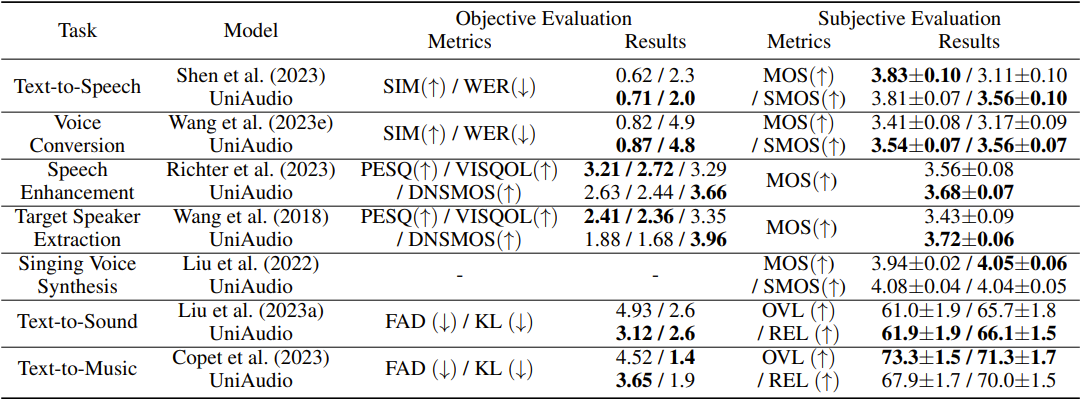 Task Model Objective Evaluation Subjective Evaluation
Metrics Results Metrics Results
Text-to-Speech Shen et al. (2023) SIM(↑) / WER(↓) 0.62 / 2.3 MOS(↑) 3.83±0.10 / 3.11±0.10
UniAudio 0.71 / 2.0 / SMOS(↑) 3.81±0.07 / 3.56±0.10
Voice Wang et al. (2023e) SIM(↑) / WER(↓) 0.82 / 4.9 MOS(↑) 3.41±0.08 / 3.17±0.09
Conversion UniAudio 0.87 / 4.8 / SMOS(↑) 3.54±0.07 / 3.56±0.07
Speech Richter et al. (2023) PESQ(↑) / VISQOL(↑) 3.21 / 2.72 / 3.29 MOS(↑) 3.56±0.08
Enhancement UniAudio / DNSMOS(↑) 2.63 / 2.44 / 3.66 3.68±0.07
Target Speaker Wang et al. (2018) PESQ(↑) / VISQOL(↑) 2.41 / 2.36 / 3.35 MOS(↑) 3.43±0.09
Extraction UniAudio / DNSMOS(↑) 1.88 / 1.68 / 3.96 3.72±0.06
Singing Voice Liu et al. (2022) - - MOS(↑) 3.94±0.02 / 4.05±0.06
Synthesis UniAudio / SMOS(↑) 4.08±0.04 / 4.04±0.05
Text-to-Sound Liu et al. (2023a) FAD (↓) / KL (↓) 4.93 / 2.6 OVL (↑) 61.0±1.9 / 65.7±1.8
UniAudio 3.12 / 2.6 / REL (↑) 61.9±1.9 / 66.1±1.5
Text-to-Music Copet et al. (2023) FAD (↓) / KL (↓) 4.52 / 1.4 OVL (↑) 73.3±1.5 / 71.3±1.7
UniAudio 3.65 / 1.9 / REL (↑) 67.9±1.7 / 70.0±1.5